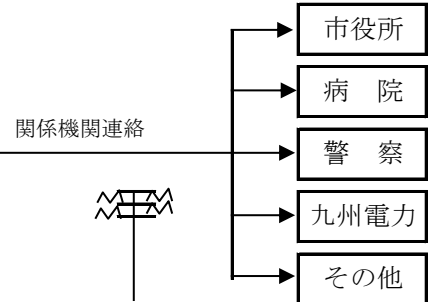 市役所
病　院
関係機関連絡
警　察
九州電力
その他